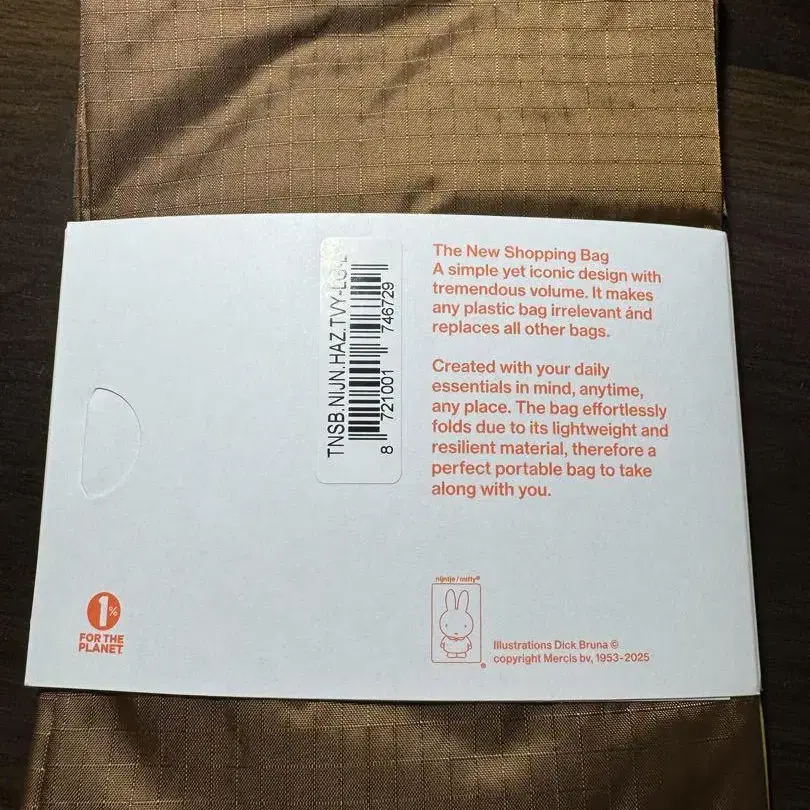 The New Shopping Bag
A simple yet iconic design with
tremendous volume. It makes
any plastic bag irrelevant ánd
replaces all other bags.
Created with your daily
essentials in mind, anytime,
any place. The bag effortlessly
folds due to its lightweight and
resilient material, therefore a
perfect portable bag to take
along with you.
TNSB.NIJN.HAZ.TVY-LG
8 721001 746729
1%
FOR THE
PLANET
nijntje / miffy®
®
Illustrations Dick Bruna ©
copyright Mercis bv, 1953-2025